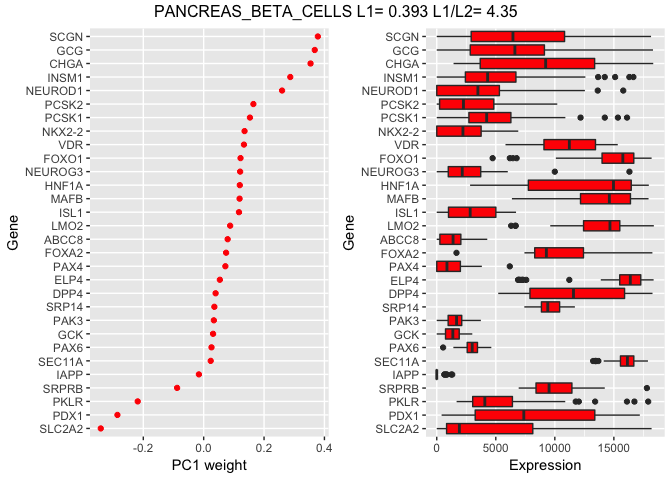 PANCREAS_BETA_CELLS L1= 0.393 L1/L2= 4.35
Gene
SCGN
GCG
CHGA
INSM1
NEUROD1
PCSK2
PCSK1
NKX2-2
VDR
FOXO1
NEUROG3
HNF1A
MAFB
ISL1
LMO2
ABCC8
FOXA2
PAX4
ELP4
DPP4
SRP14
PAK3
GCK
PAX6
SEC11A
IAPP
SRPRB
PKLR
PDX1
SLC2A2
-0.2 0.0 0.2 0.4
PC1 weight
Gene
SCGN
GCG
CHGA
INSM1
NEUROD1
PCSK2
PCSK1
NKX2-2
VDR
FOXO1
NEUROG3
HNF1A
MAFB
ISL1
LMO2
ABCC8
FOXA2
PAX4
ELP4
DPP4
SRP14
PAK3
GCK
PAX6
SEC11A
IAPP
SRPRB
PKLR
PDX1
SLC2A2
0 5000 10000 15000
Expression